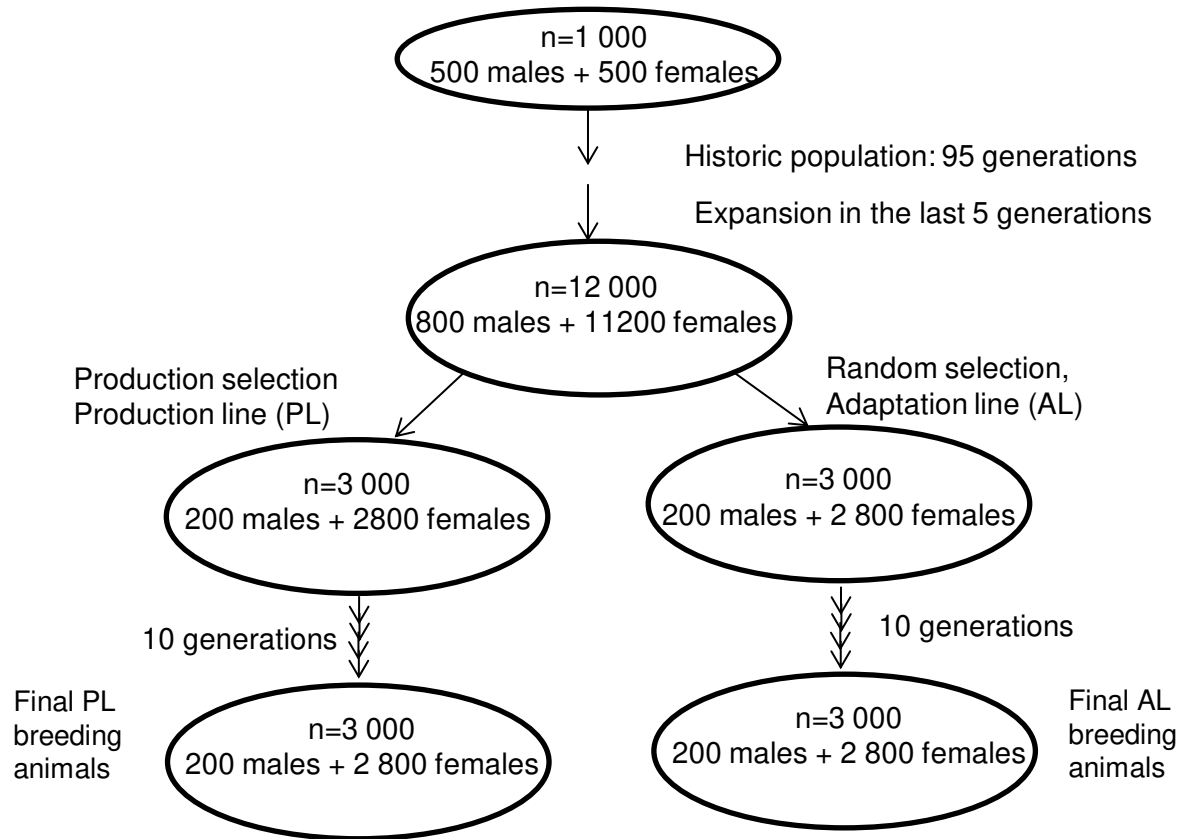 n=1 000
500 males + 500 females
Historic population: 95 generations
Expansion in the last 5 generations
n=12 000
800 males + 11200 females
Production selection
Production line (PL)
Random selection,
Adaptation line (AL)
n=3 000
200 males + 2800 females
n=3 000
200 males + 2 800 females
10 generations
10 generations
Final PL
breeding
animals
n=3 000
200 males + 2 800 females
n=3 000
200 males + 2 800 females
Final AL
breeding
animals